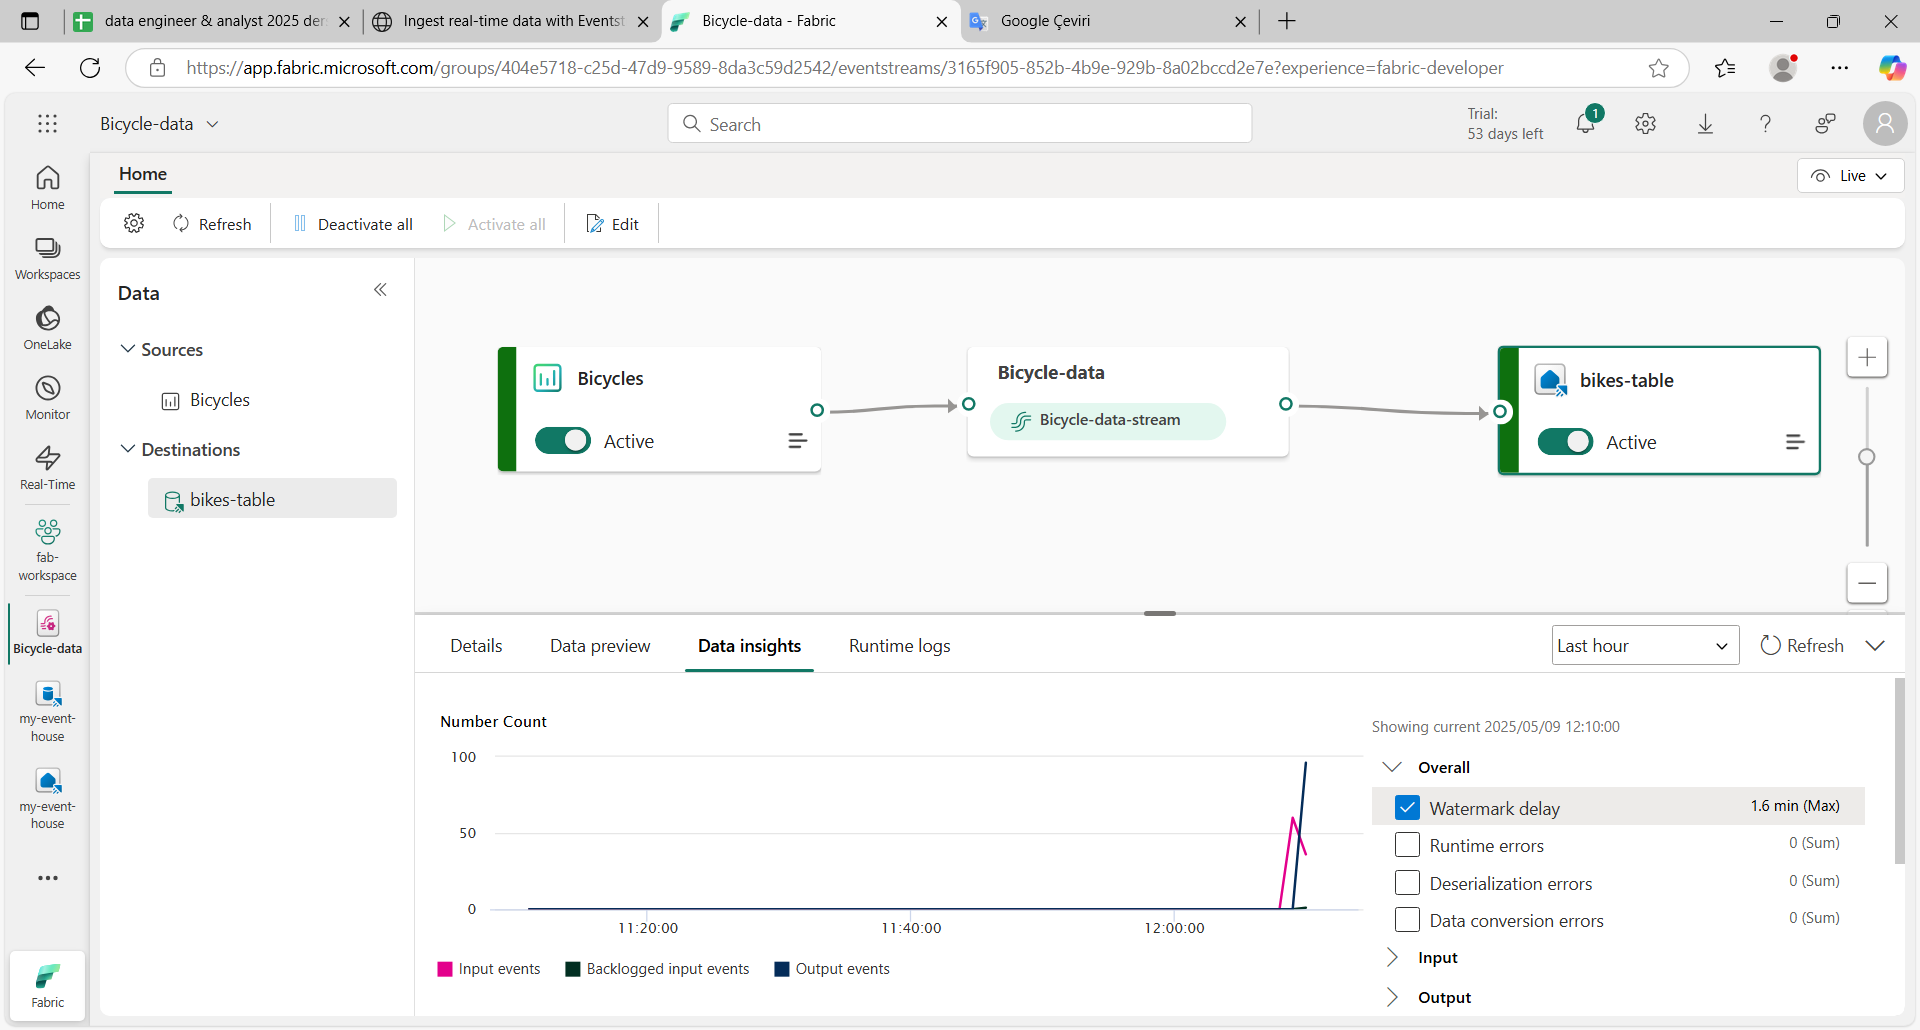 data engineer & analyst 2025 der
Ingest real-time data with Eventst
Bicycle-data - Fabric
Google Çeviri
https://app.fabric.microsoft.com/groups/404e5718-c25d-47d9-9589-8da3c59d2542/eventstreams/3165f905-852b-4b9e-929b-8a02bccd2e7e?experience=fabric-developer
Bicycle-data
Search
Trial:
53 days left
1
Home
Live
Refresh
Deactivate all
Activate all
Edit
Home
Workspaces
OneLake
Monitor
Real-Time
fab-
workspace
Bicycle-data
my-event-
house
my-event-
house
Fabric
Data
Sources
Bicycles
Destinations
bikes-table
Bicycles
Active
Bicycle-data
Bicycle-data-stream
bikes-table
Active
Details
Data preview
Data insights
Runtime logs
Last hour
Refresh
Number Count
100
50
0
11:20:00
11:40:00
12:00:00
Input events
Backlogged input events
Output events
Showing current 2025/05/09 12:10:00
Overall
Watermark delay
1.6 min (Max)
Runtime errors
0 (Sum)
Deserialization errors
0 (Sum)
Data conversion errors
0 (Sum)
Input
Output